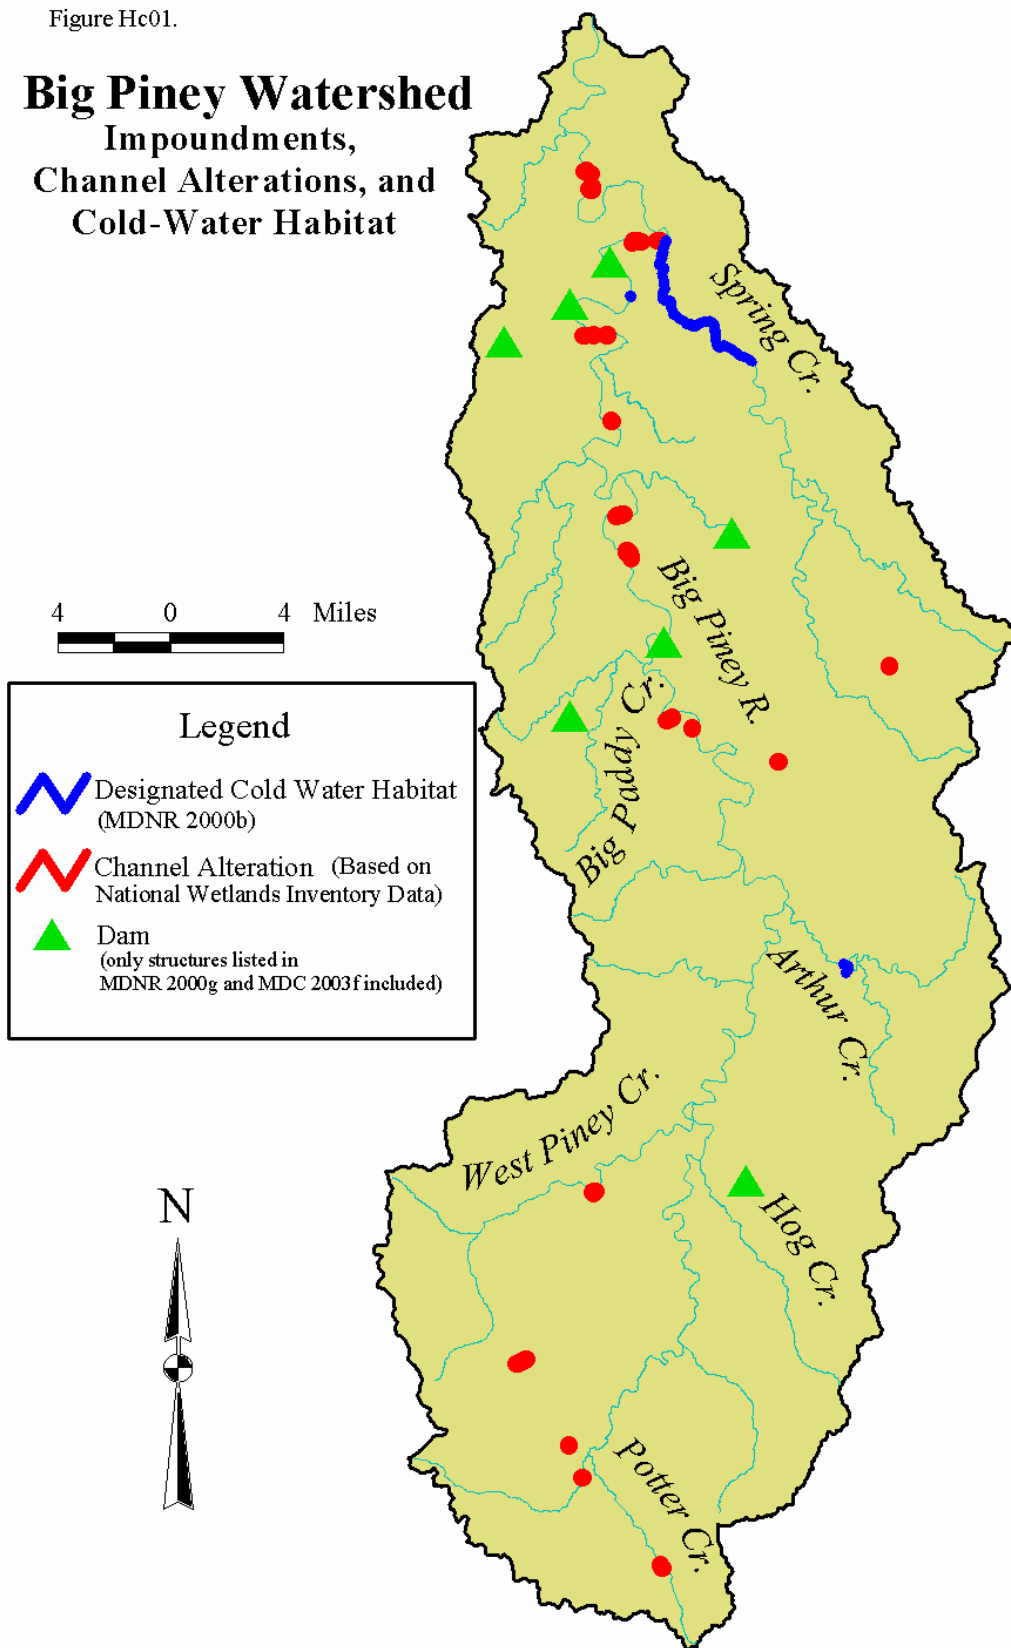 Figure Hc01.
Big Piney Watershed
Impoundments,
Channel Alterations, and
Cold-Water Habitat
Spring Cr.
Big Piney R.
4 0 4 Miles
Big Paddy Cr.
Legend
Designated Cold Water Habitat
(MDNR 2000b)
Channel Alteration (Based on
National Wetlands Inventory Data)
Dam
(only structures listed in
MDNR 2000g and MDC 2003f included)
Arthur Cr.
West Piney Cr.
Hog Cr.
N
Potter Cr.